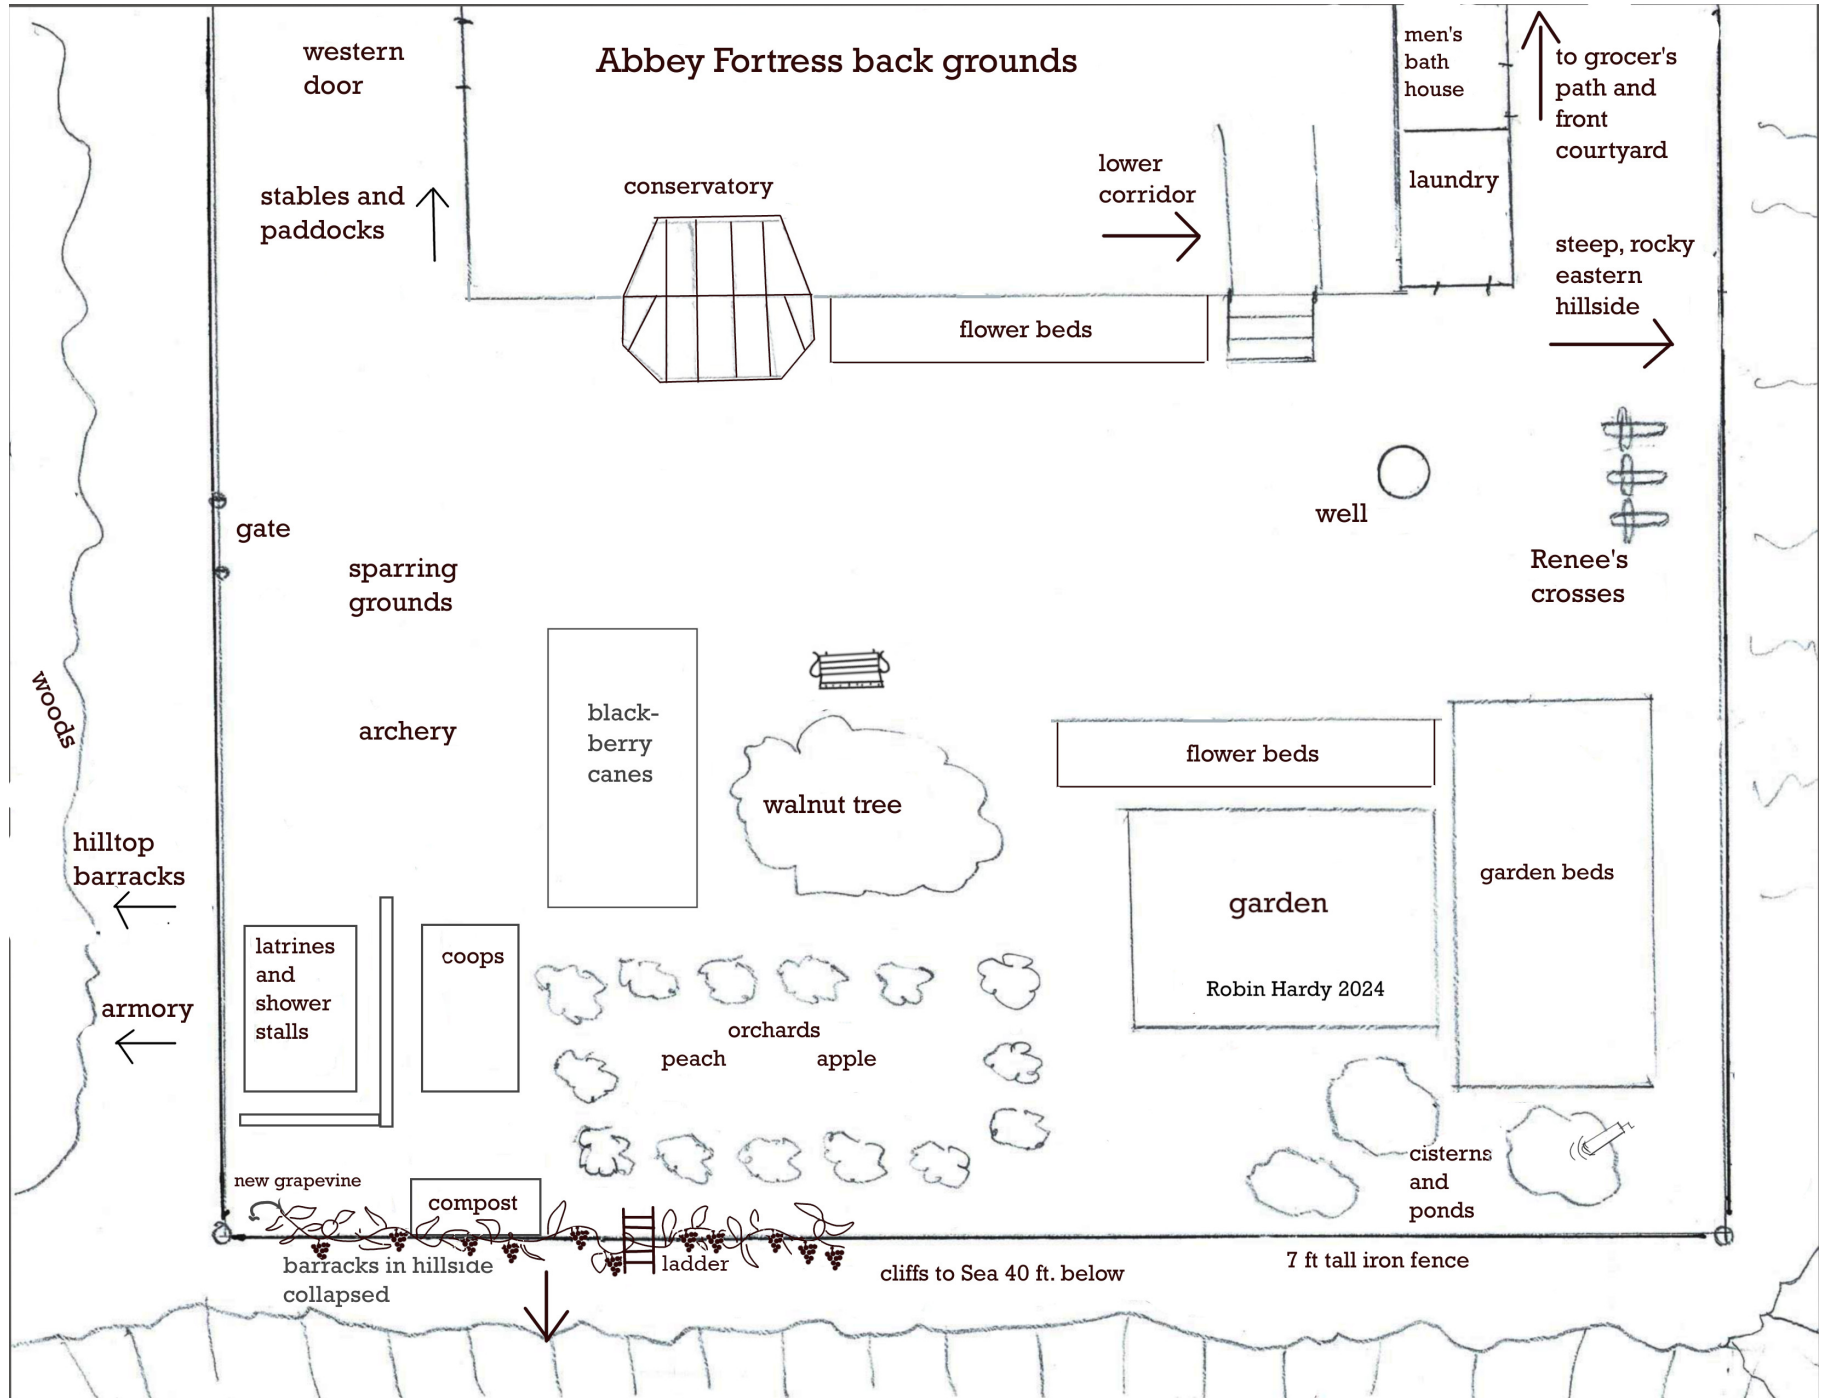 Abbey Fortress back grounds
western
door
men's
bath
house
to grocer's
path and
front
courtyard
stables and
paddocks
conservatory
lower
corridor
laundry
steep, rocky
eastern
hillside
flower beds
gate
well
sparring
grounds
Renee's
crosses
woods
archery
black-
berry
canes
walnut tree
flower beds
hilltop
barracks
garden beds
garden
latrines
and
shower
stalls
coops
Robin Hardy 2024
armory
orchards
peach
apple
cisterns
and
ponds
new grapevine
compost
barracks in hillside
collapsed
ladder
cliffs to Sea 40 ft. below
7 ft tall iron fence